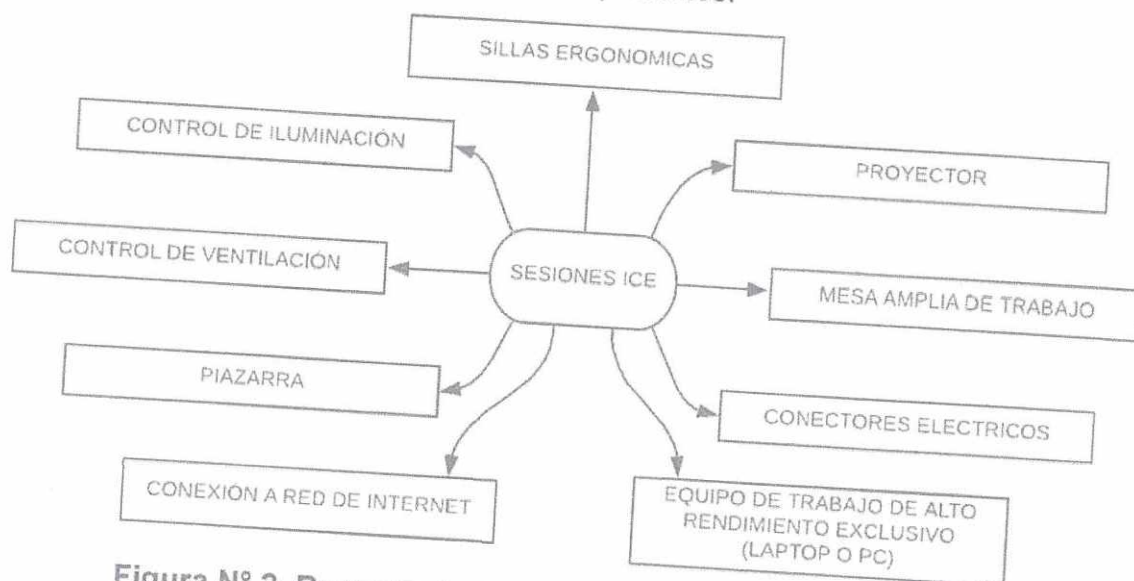 SILLAS ERGONOMICAS
CONTROL DE ILUMINACIÓN
PROYECTOR
CONTROL DE VENTILACIÓN
SESIONES ICE
MESA AMPLIA DE TRABAJO
PIAZARRA
CONECTORES ELECTRICOS
CONEXIÓN A RED DE INTERNET
EQUIPO DE TRABAJO DE ALTO
RENDIMIENTO EXCLUSIVO
(LAPTOP O PC)
Figura Nº